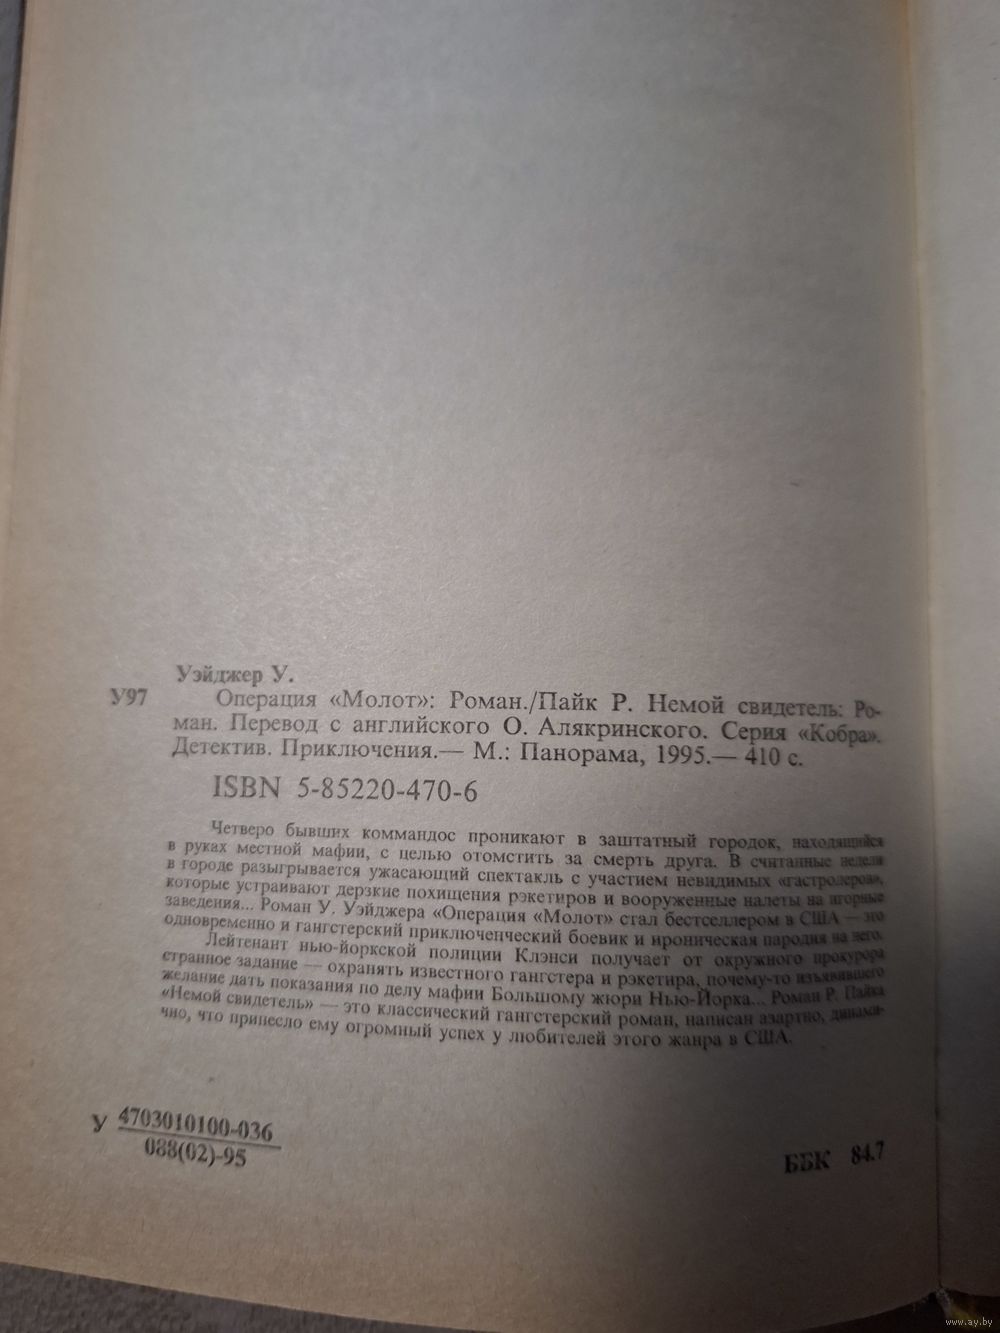 Уэйджер У.
У97
Операция «Молот»: Роман./Пайк Р. Немой свидетель: Ро-
ман. Перевод с английского О. Алякринского. Серия «Кобра».
Детектив. Приключения.— М.: Панорама, 1995.— 410 с.
ISBN 5-85220-470-6
Четверо бывших коммандос проникают в заштатный городок, находящийся
в руках местной мафии, с целью отомстить за смерть друга. В считанные недели
в городе разыгрывается ужасающий спектакль с участием невидимых «гастролеров»,
которые устраивают дерзкие похищения рэкетиров и вооруженные налеты на игорные
заведения... Роман У. Уэйджера «Операция «Молот» стал бестселлером в США — это
одновременно и гангстерский приключенческий боевик и ироническая пародия на него.
Лейтенант нью-йоркской полиции Клэнси получает от окружного прокурора
странное задание — охранять известного гангстера и рэкетира, почему-то изъявившего
желание дать показания по делу мафии Большому жюри Нью-Йорка... Роман Р. Пайка
«Немой свидетель» — это классический гангстерский роман, написан азартно, динами-
чно, что принесло ему огромный успех у любителей этого жанра в США.
У 4703010100-036
088(02)-95
ББК 84.7
www.ay.by